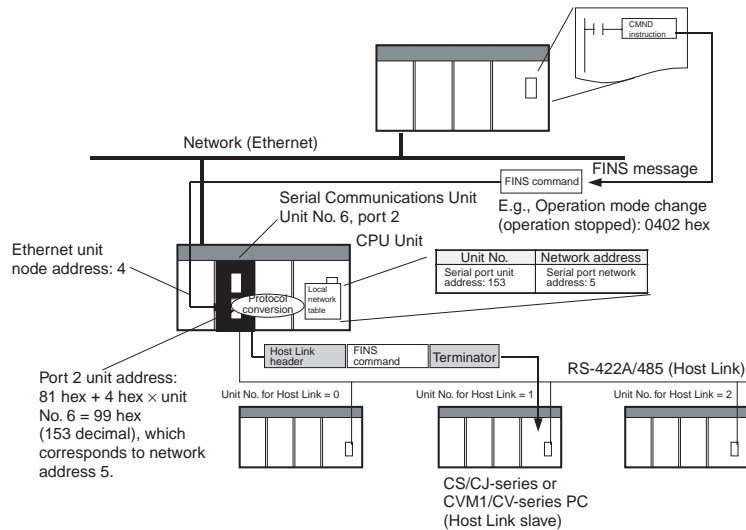 CMND
instruction
Network (Ethernet)
FINS message
FINS command
E.g., Operation mode change
(operation stopped): 0402 hex
Serial Communications Unit
Unit No. 6, port 2
CPU Unit
Ethernet unit
node address: 4
Unit No. Network address
Serial port unit
address: 153
Serial port network
address: 5
Protocol
conversion
Local
network
table
Host Link
header
FINS
command
Terminator
RS-422A/485 (Host Link)
Port 2 unit address:
81 hex + 4 hex × unit
No. 6 = 99 hex
(153 decimal), which
corresponds to network
address 5.
Unit No. for Host Link = 0
Unit No. for Host Link = 1
Unit No. for Host Link = 2
CS/CJ-series or
CVM1/CV-series PC
(Host Link slave)